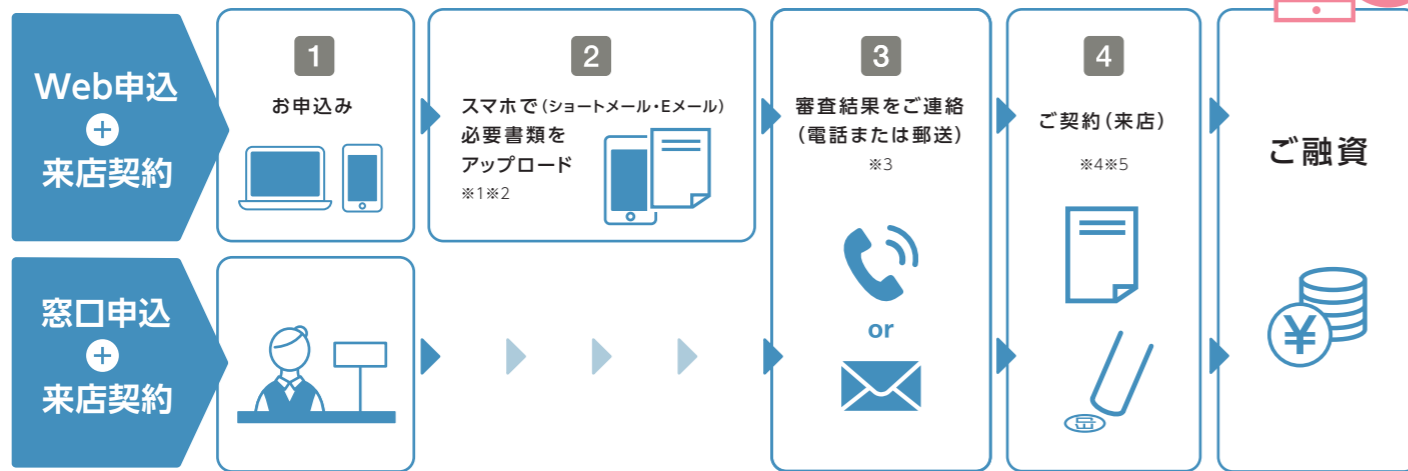 Web申込
+
来店契約
1
お申込み
2
スマホで(ショートメール・Eメール)
必要書類を
アップロード
※1※2
3
審査結果をご連絡
(電話または郵送)
※3
or
4
ご契約(来店)
※4※5
ご融資
¥
窓口申込
+
来店契約